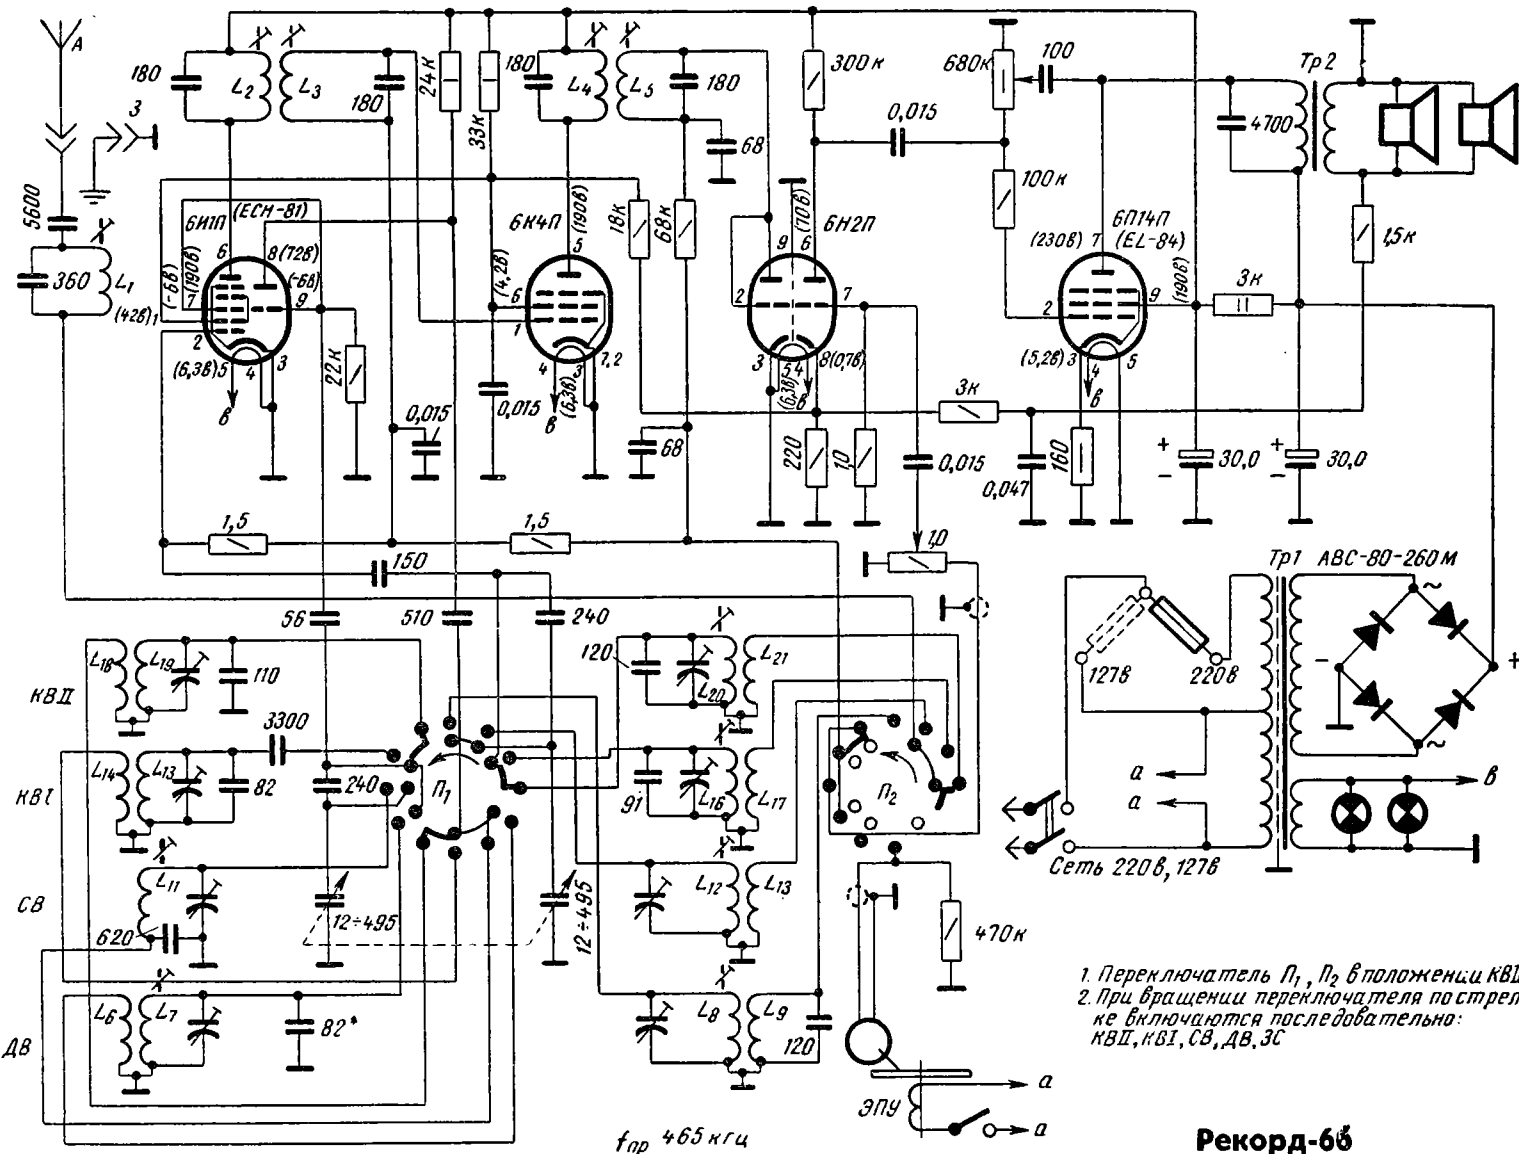 А
З
5600
360
L₁
180
L₂
L₃
180
24к
33к
180
L₄
L₅
180
68
300к
680к
100
0,015
100к
4700
Тр2
1,5к
6И1П
(ECH-81)
6
8(72в)
(-6в)
9
(-6в)
(190в)
7
(42в)1
2
(6,3в)5
4
3
в
22к
0,015
6К4П
(190в)
5
(4,2в)
6
1
4
3
7,2
(6,3в)
в
0,015
18к
68к
68
6Н2П
(70в)
9
6
2
7
3
5
4
8(0,7в)
(6,3в)
в
220
1,0
0,015
3к
0,047
6П14П
(EL-84)
(230в) 7
2
9
(190в)
(5,2в)3
4
5
в
160
3к
+
-
30,0
+
-
30,0
1,5
1,5
1,0
150
56
510
240
КВII
L₁₈
L₁₉
110
3300
КВI
L₁₄
L₁₃
82
240
П₁
СВ
L₁₁
620
12÷495
12÷495
ДВ
L₆
L₇
82*
120
L₂₀
L₂₁
91
L₁₆
L₁₇
L₁₂
L₁₃
L₈
L₉
120
П₂
470к
ЭПУ
а
а
Тр1
АВС-80-260М
127в
220в
~
-
+
~
а
а
в
Сеть 220в, 127в
1. Переключатель П₁, П₂ в положении КВII
2. При вращении переключателя по стрел-
ке включаются последовательно:
КВII, КВI, СВ, ДВ, ЗС
fпр 465 кгц